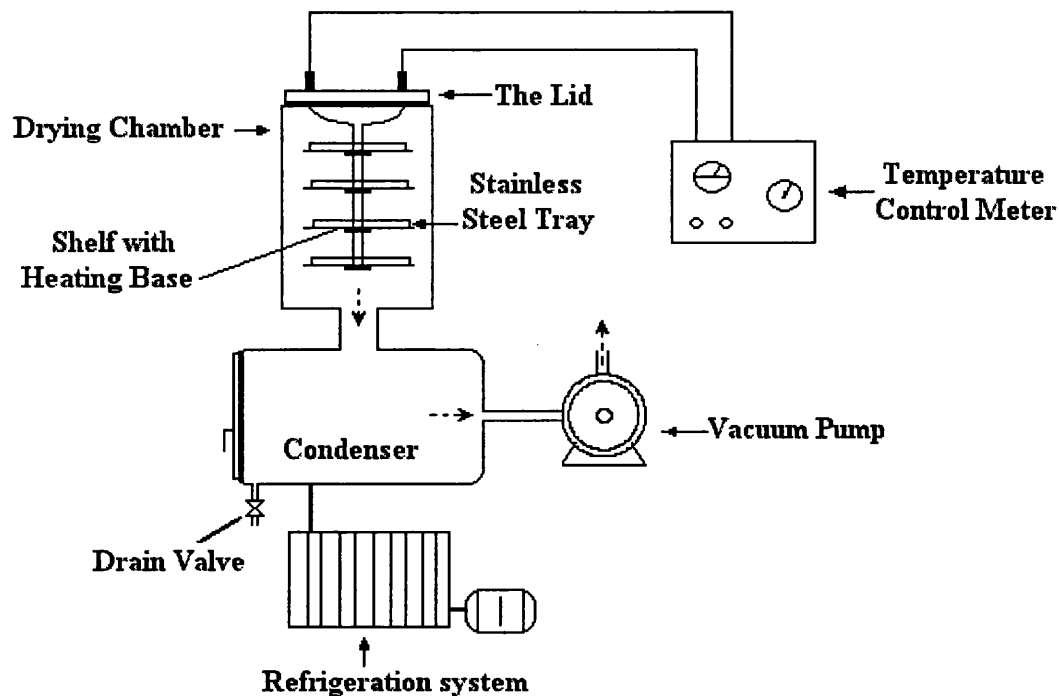 The Lid
Drying Chamber
Stainless
Steel Tray
Temperature
Control Meter
Shelf with
Heating Base
Vacuum Pump
Condenser
Drain Valve
Refrigeration system